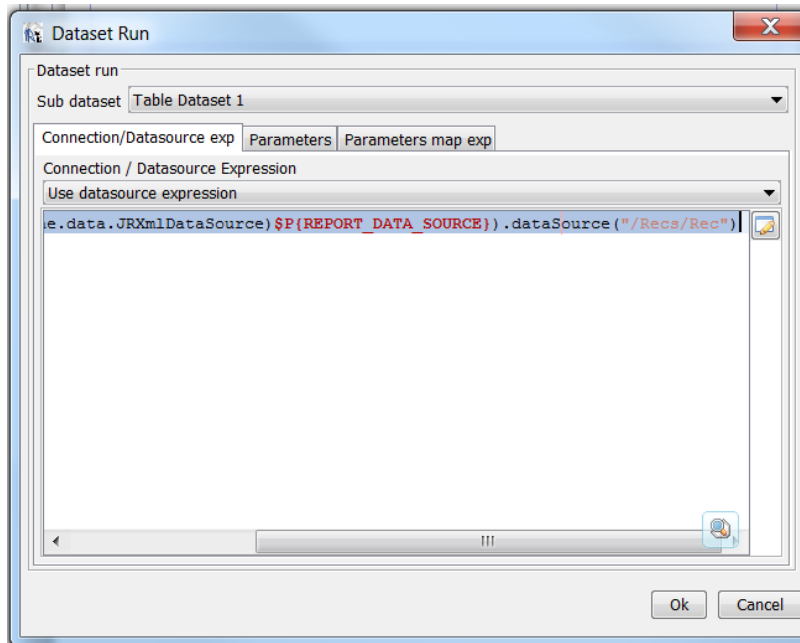 Dataset Run
Dataset run
Sub dataset Table Dataset 1
Connection/Datasource exp Parameters Parameters map exp
Connection / Datasource Expression
Use datasource expression
e.data.JRXmlDataSource)$P{REPORT_DATA_SOURCE}).dataSource("/Recs/Rec")
Ok Cancel